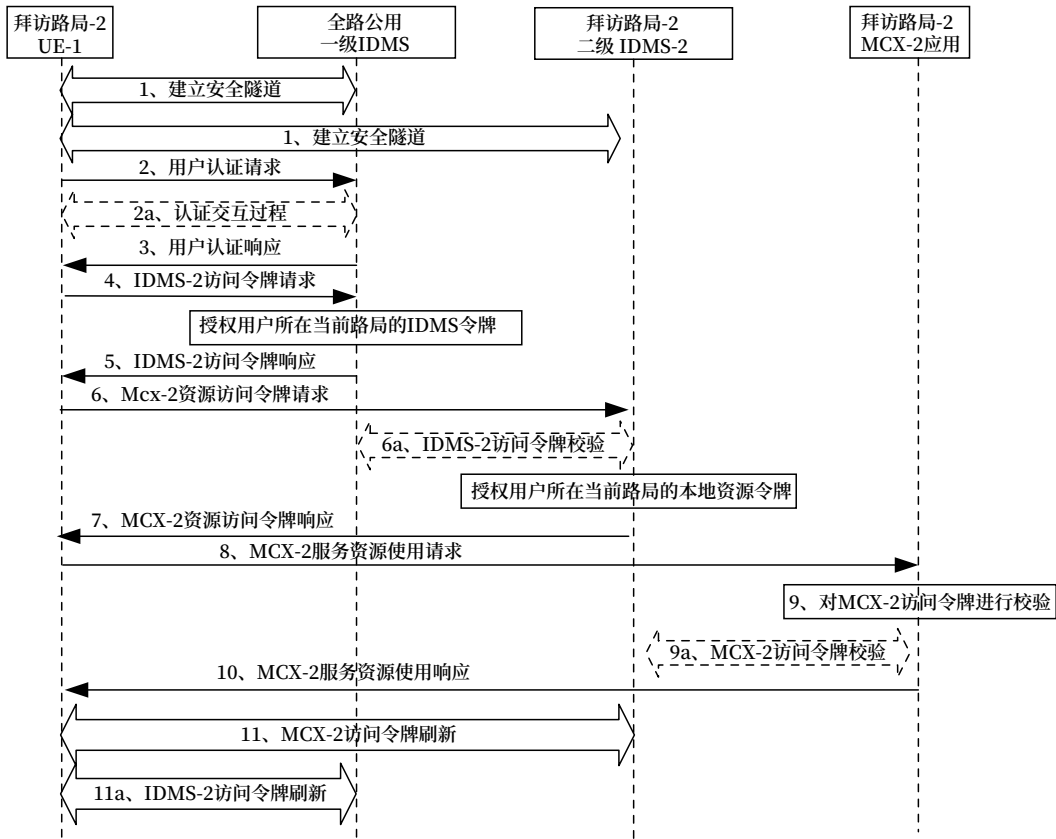 拜访路局-2
UE-1
全路公用
一级IDMS
拜访路局-2
二级 IDMS-2
拜访路局-2
MCX-2应用
1、建立安全隧道
1、建立安全隧道
2、用户认证请求
2a、认证交互过程
3、用户认证响应
4、IDMS-2访问令牌请求
授权用户所在当前路局的IDMS令牌
5、IDMS-2访问令牌响应
6、Mcx-2资源访问令牌请求
6a、IDMS-2访问令牌校验
授权用户所在当前路局的本地资源令牌
7、MCX-2资源访问令牌响应
8、MCX-2服务资源使用请求
9、对MCX-2访问令牌进行校验
9a、MCX-2访问令牌校验
10、MCX-2服务资源使用响应
11、MCX-2访问令牌刷新
11a、IDMS-2访问令牌刷新